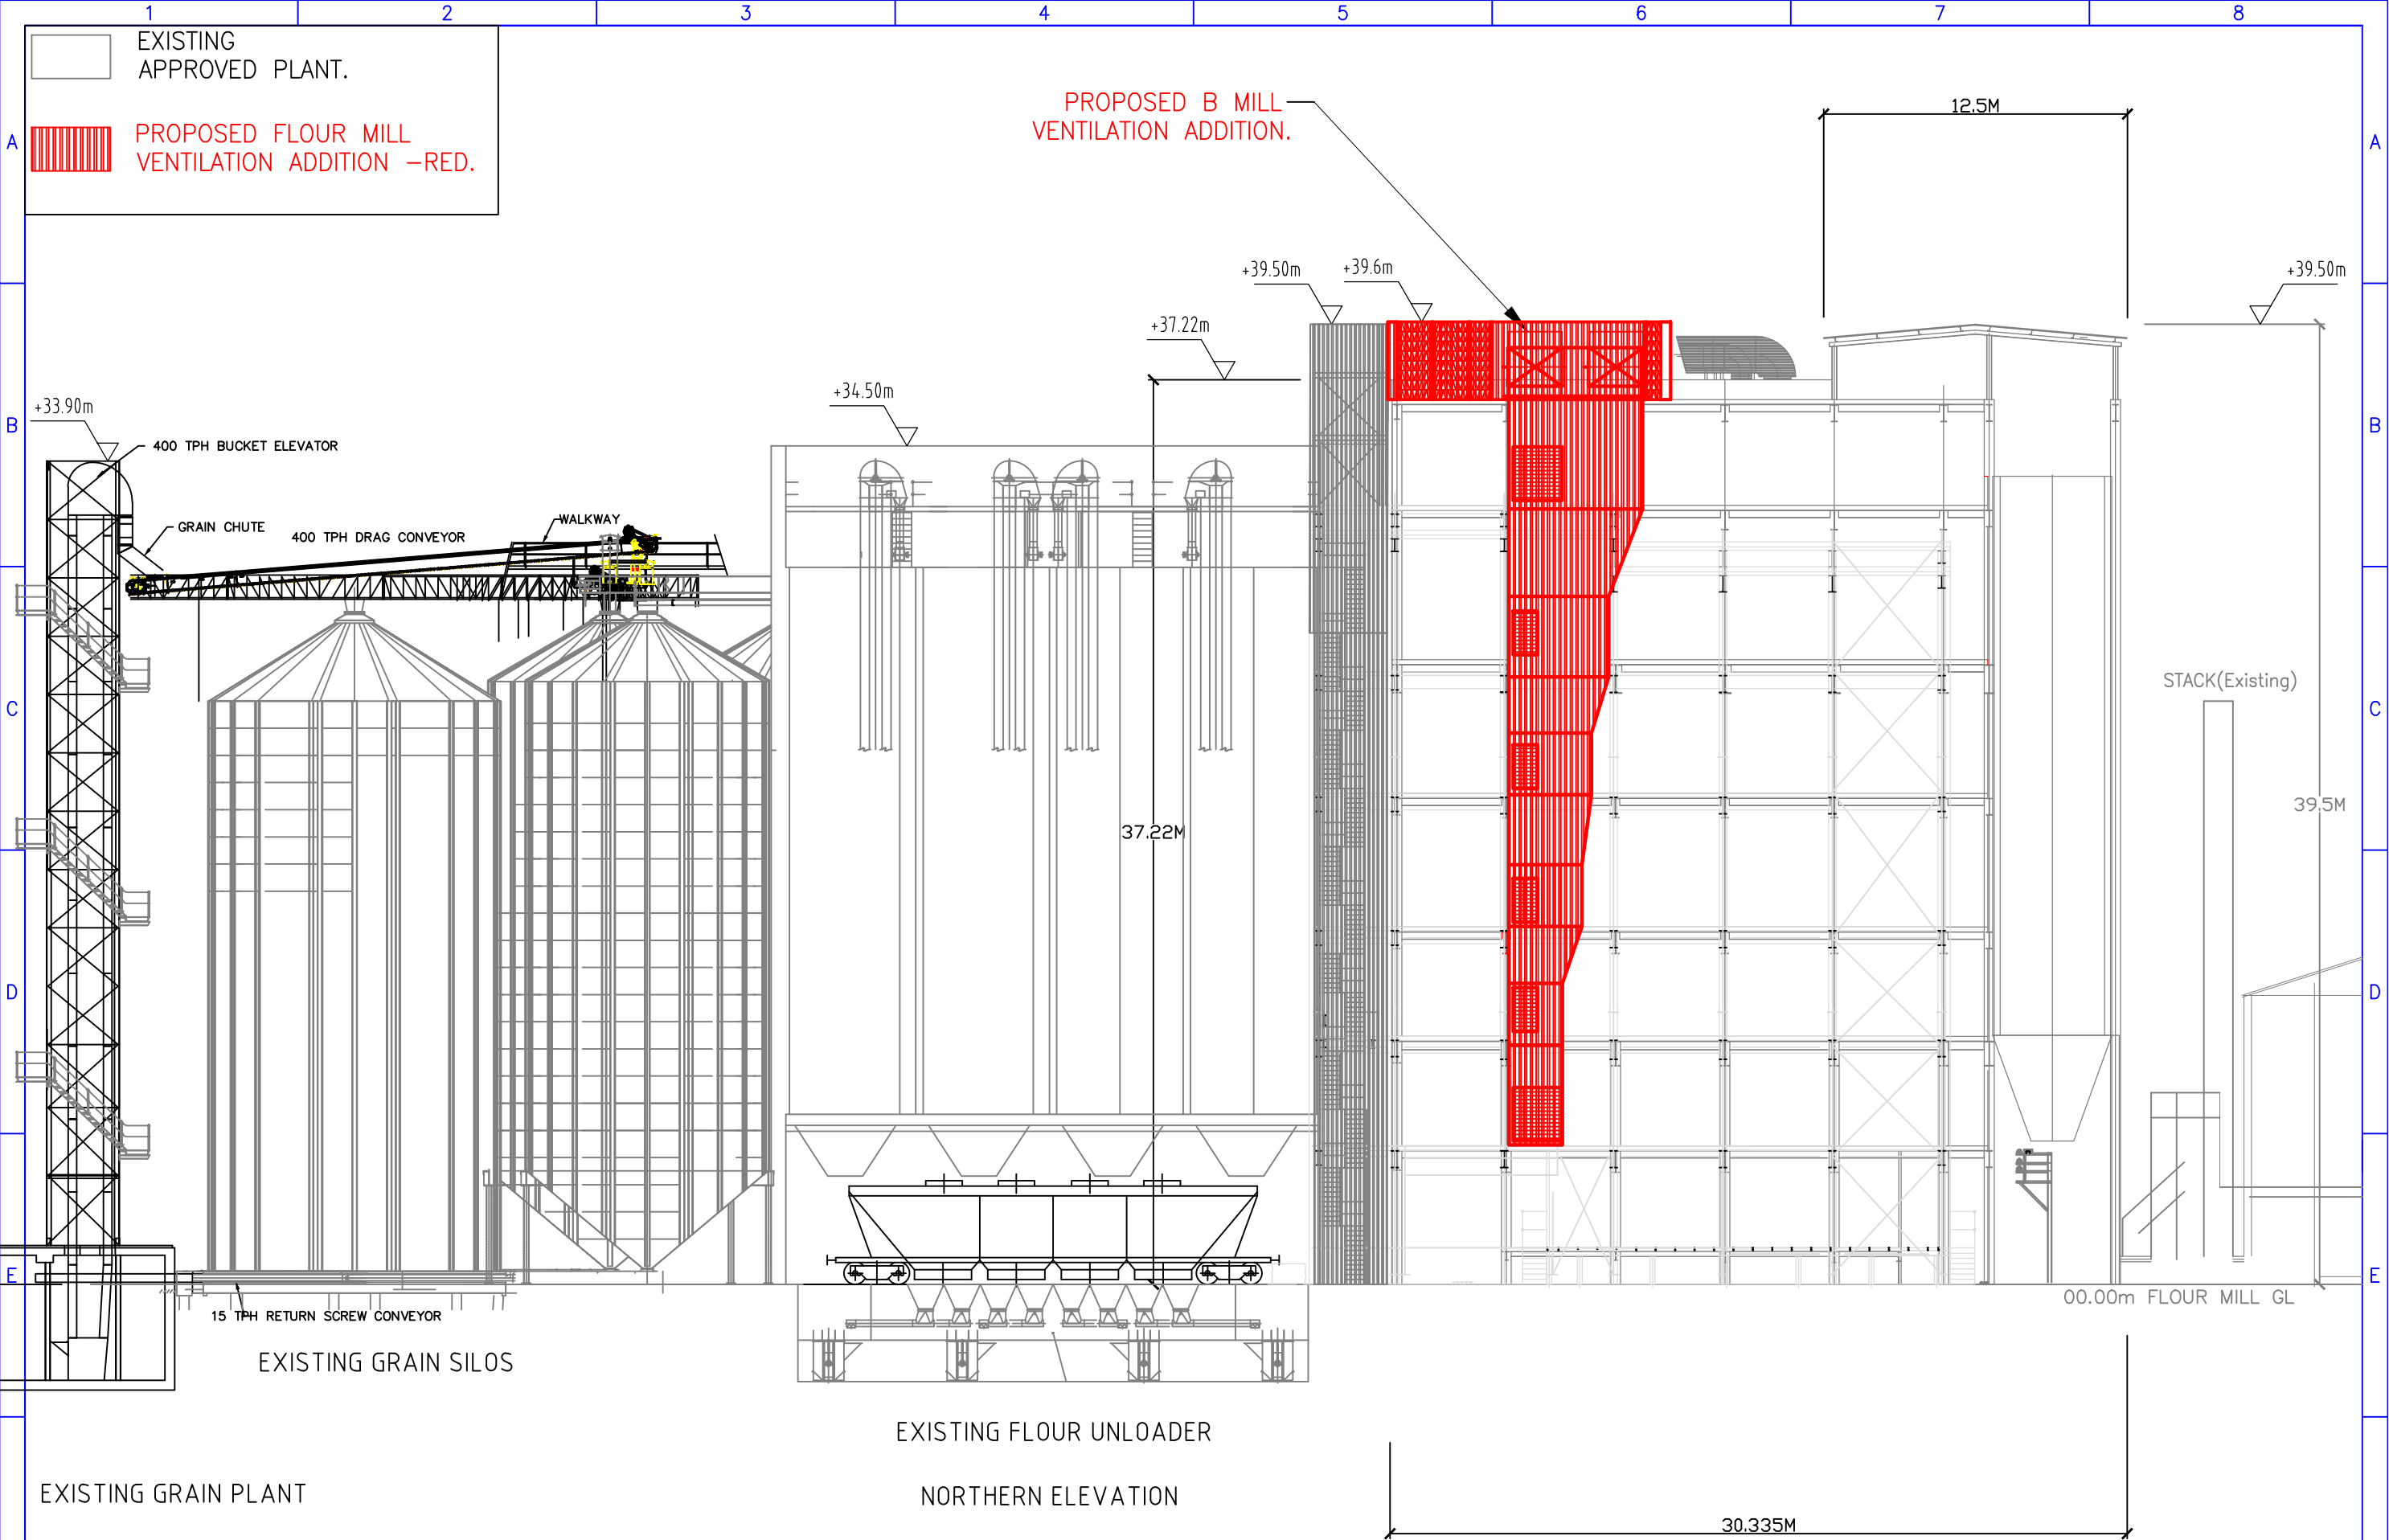 1 2 3 4 5 6 7 8
EXISTING
APPROVED PLANT.
PROPOSED FLOUR MILL
VENTILATION ADDITION -RED.
PROPOSED B MILL
VENTILATION ADDITION.
12.5M
A A
+39.50m
+39.6m
+39.50m
+37.22m
+34.50m
+33.90m
B B
400 TPH BUCKET ELEVATOR
GRAIN CHUTE
400 TPH DRAG CONVEYOR
WALKWAY
STACK(Existing)
C C
39.5M
37.22M
D D
E E
00.00m FLOUR MILL GL
15 TPH RETURN SCREW CONVEYOR
EXISTING GRAIN SILOS
EXISTING FLOUR UNLOADER
EXISTING GRAIN PLANT
NORTHERN ELEVATION
30.335M